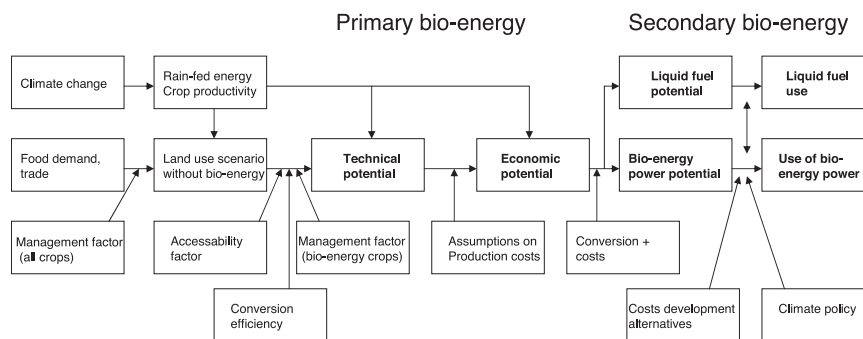 Primary bio-energy
Secondary bio-energy
Climate change
Rain-fed energy
Crop productivity
Liquid fuel
potential
Liquid fuel
use
Food demand,
trade
Land use scenario
without bio-energy
Technical
potential
Economic
potential
Bio-energy
power potential
Use of bio-
energy power
Management factor
(all crops)
Accessability
factor
Management factor
(bio-energy crops)
Assumptions on
Production costs
Conversion +
costs
Conversion
efficiency
Costs development
alternatives
Climate policy